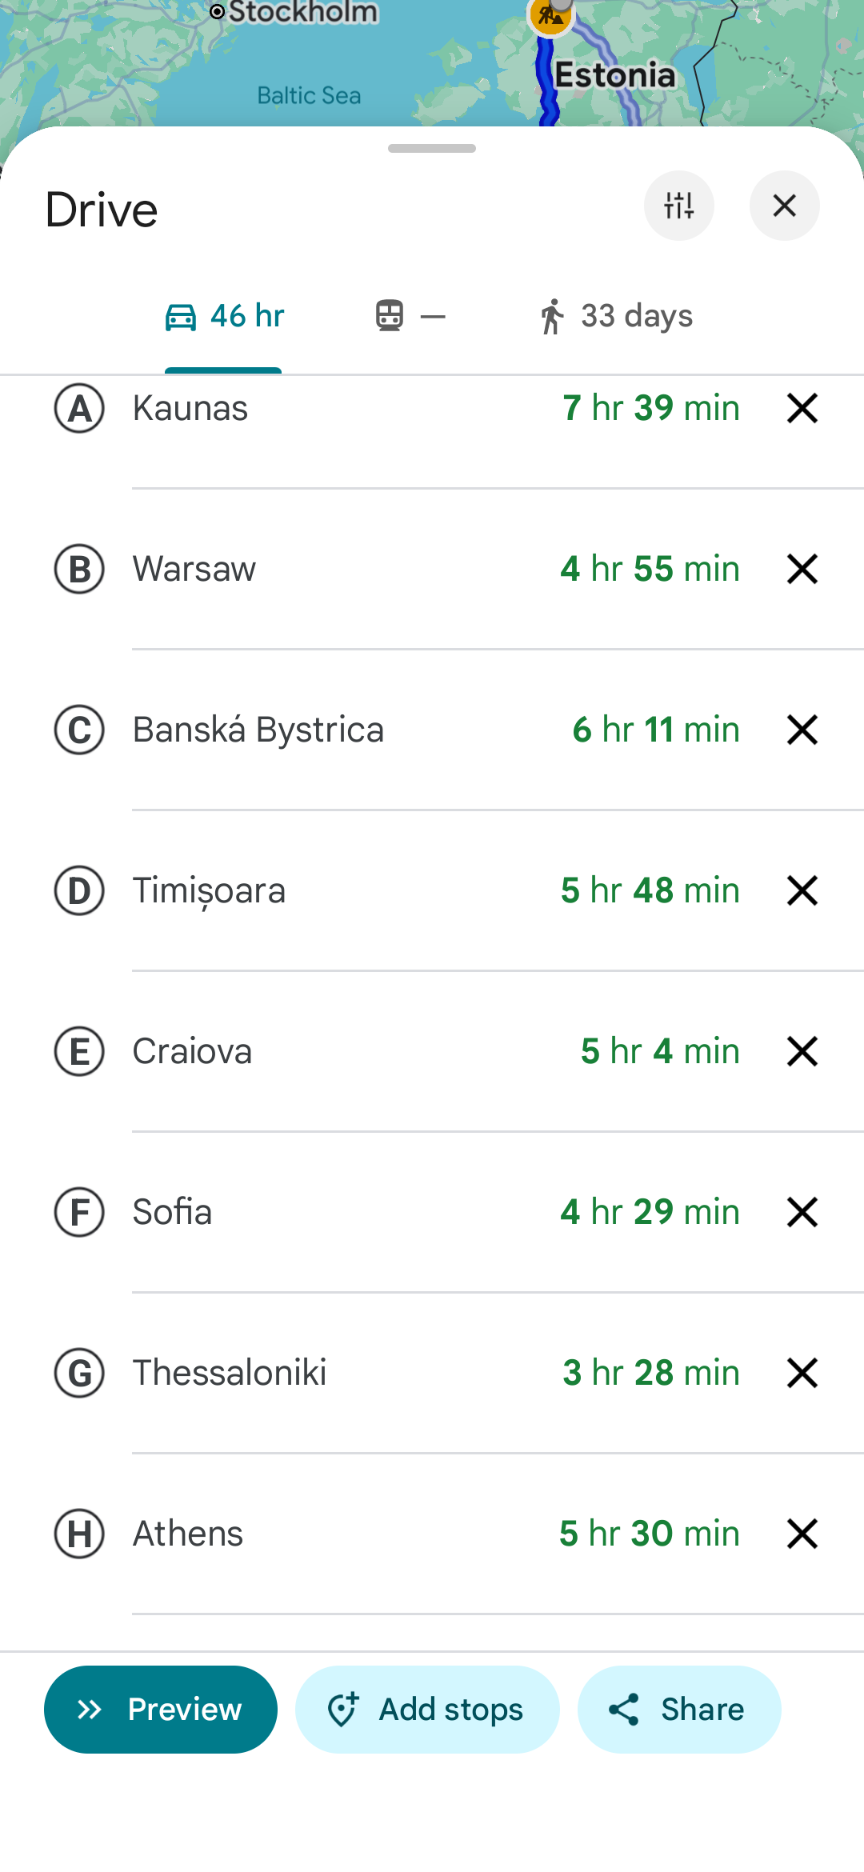 Stockholm
Estonia
Baltic Sea
Drive
46 hr — 33 days
A Kaunas 7 hr 39 min
B Warsaw 4 hr 55 min
C Banská Bystrica 6 hr 11 min
D Timișoara 5 hr 48 min
E Craiova 5 hr 4 min
F Sofia 4 hr 29 min
G Thessaloniki 3 hr 28 min
H Athens 5 hr 30 min
Preview Add stops Share